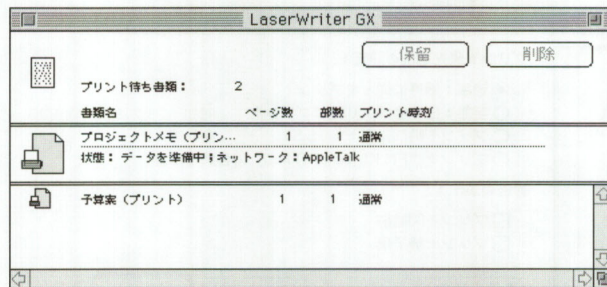 LaserWriter GX
保留 削除
プリント待ち書類： 2
書類名 ページ数 部数 プリント時刻
プロジェクトメモ（プリン… 1 1 通常
状態：データを準備中；ネットワーク：AppleTalk
予算案（プリント） 1 1 通常